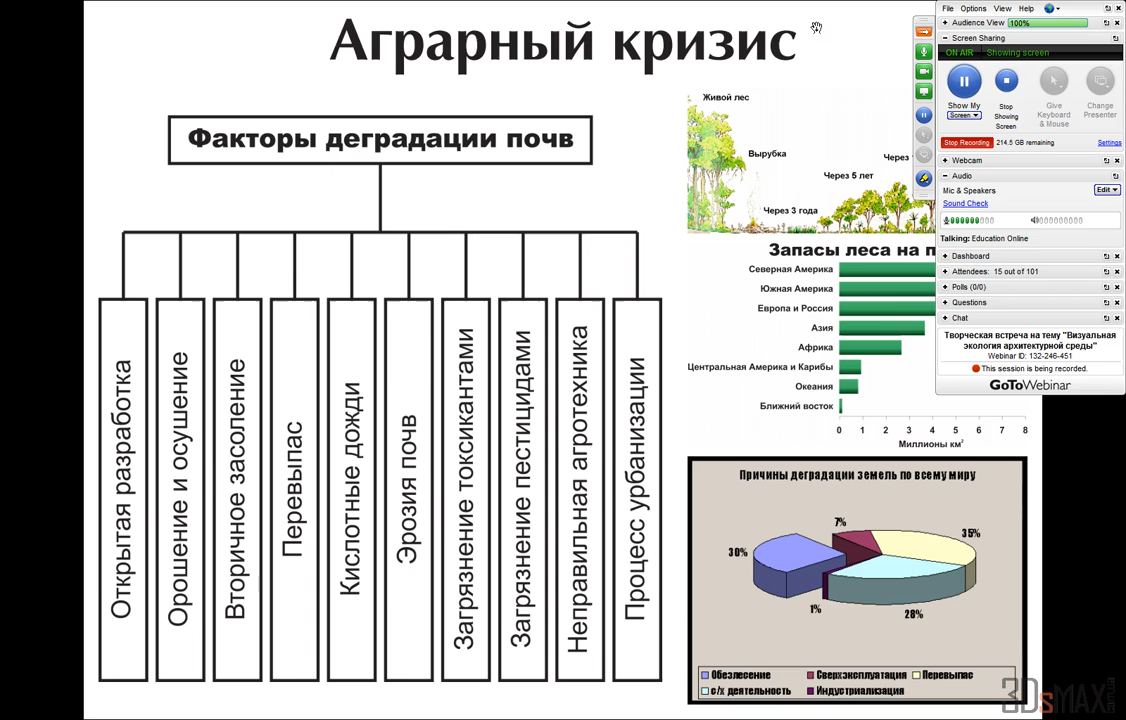 Аграрный кризис
Факторы деградации почв
Открытая разработка
Орошение и осушение
Вторичное засоление
Перевыпас
Кислотные дожди
Эрозия почв
Загрязнение токсикантами
Загрязнение пестицидами
Неправильная агротехника
Процесс урбанизации
Живой лес
Вырубка
Через 3 года
Через 5 лет
Через
Запасы леса на п
Северная Америка
Южная Америка
Европа и Россия
Азия
Африка
Центральная Америка и Карибы
Океания
Ближний восток
0 1 2 3 4 5 6 7 8
Миллионы км²
Причины деградации земель по всему миру
7%
35%
30%
1%
28%
Обезлесение Сверхэксплуатация Перевыпас
с/х деятельность Индустриализация
File Options View Help
Audience View 100%
Screen Sharing
ON AIR Showing screen
Show My
Screen
Stop
Showing
Screen
Give
Keyboard
& Mouse
Change
Presenter
Stop Recording 214.5 GB remaining Settings
Webcam
Audio
Mic & Speakers Edit
Sound Check
Talking: Education Online
Dashboard
Attendees: 15 out of 101
Polls (0/0)
Questions
Chat
Творческая встреча на тему "Визуальная
экология архитектурной среды"
Webinar ID: 132-246-451
This session is being recorded.
GoToWebinar
3DsMAX.com.ua